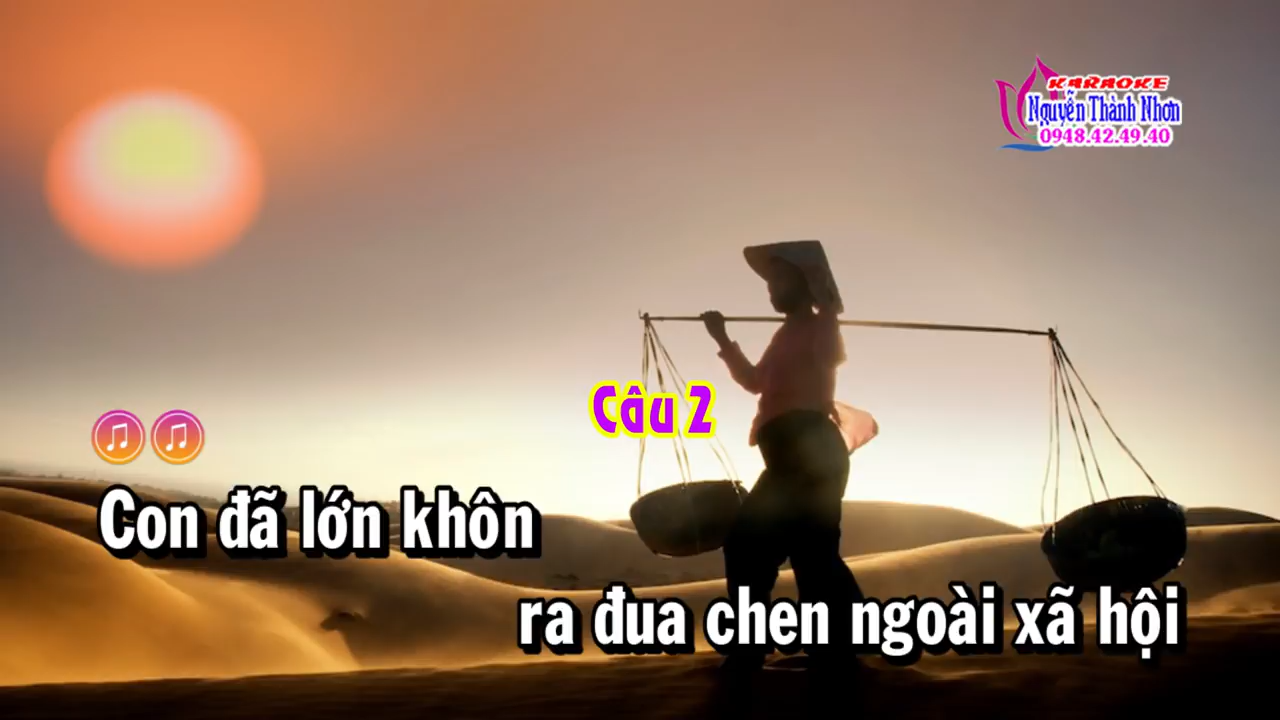 KARAOKE
Nguyễn Thành Nhơn
0948.42.49.40
Câu 2
Con đã lớn khôn
ra đua chen ngoài xã hội